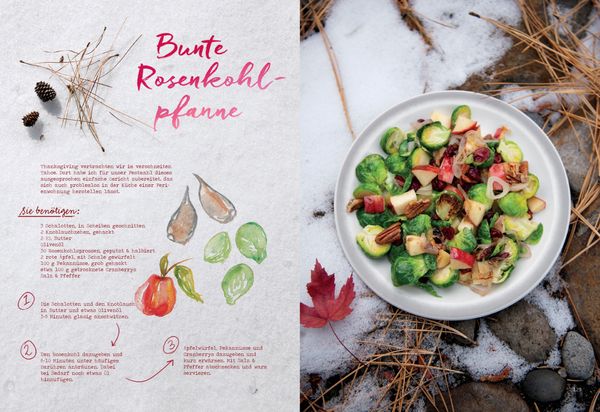 Bunte
Rosenkohl-
pfanne
Thanksgiving verbrachten wir im verschneiten
Tahoe. Dort habe ich für unser Festmahl dieses
ausgesprochen einfache Gericht zubereitet, das
sich auch problemlos in der Küche einer Feri-
enwohnung herstellen lässt.
Sie benötigen:
3 Schalotten, in Scheiben geschnitten
2 Knoblauchzehen, gehackt
2 EL Butter
Olivenöl
50 Rosenkohlsprossen, geputzt & halbiert
2 rote Äpfel, mit Schale gewürfelt
100 g Pekannüsse, grob gehackt
etwa 100 g getrocknete Cranberrys
Salz & Pfeffer
1
Die Schalotten und den Knoblauch
in Butter und etwas Olivenöl
3-5 Minuten glasig anschwitzen.
2
Den Rosenkohl dazugeben und
8-10 Minuten unter häufigem
Umrühren anbräunen. Dabei
bei Bedarf noch etwas Öl
hinzufügen.
3
Apfelwürfel, Pekannüsse und
Cranberrys dazugeben und
kurz erwärmen. Mit Salz &
Pfeffer abschmecken und warm
servieren.